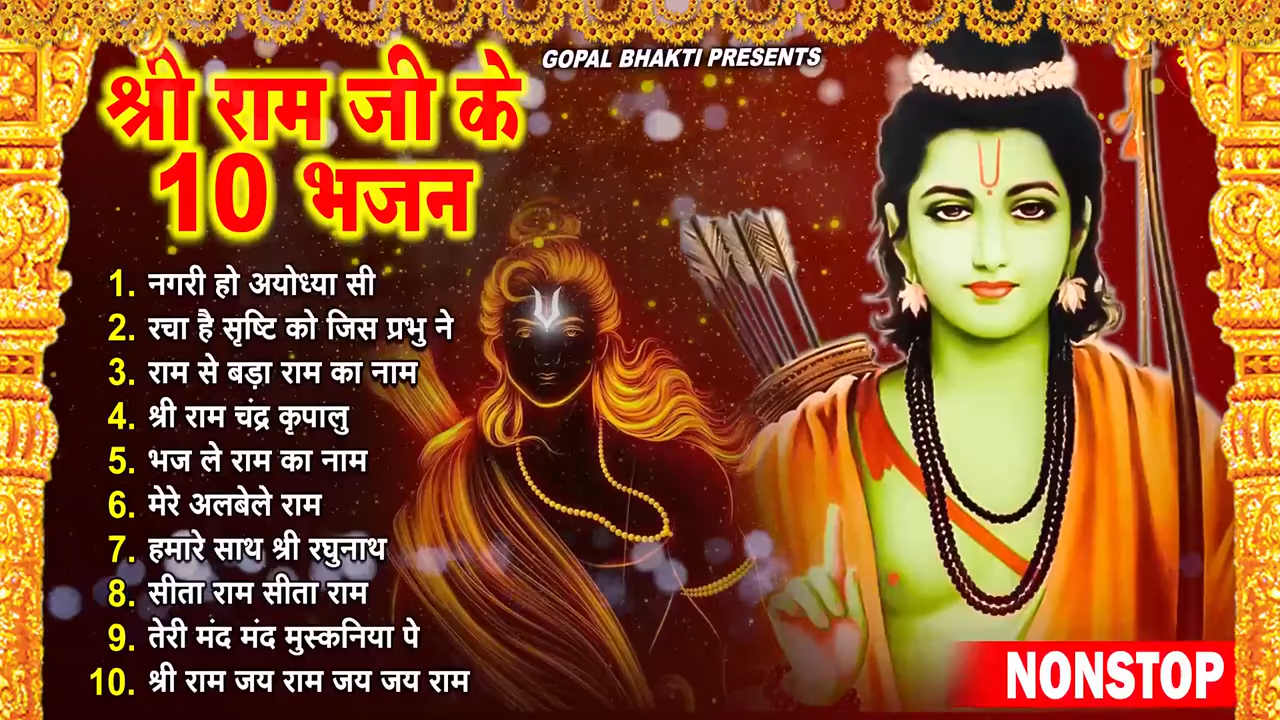 GOPAL BHAKTI PRESENTS
श्री राम जी के
10 भजन
1. नगरी हो अयोध्या सी
2. रचा है सृष्टि को जिस प्रभु ने
3. राम से बड़ा राम का नाम
4. श्री राम चंद्र कृपालु
5. भज ले राम का नाम
6. मेरे अलबेले राम
7. हमारे साथ श्री रघुनाथ
8. सीता राम सीता राम
9. तेरी मंद मंद मुस्कनिया पे
10. श्री राम जय राम जय जय राम
NONSTOP